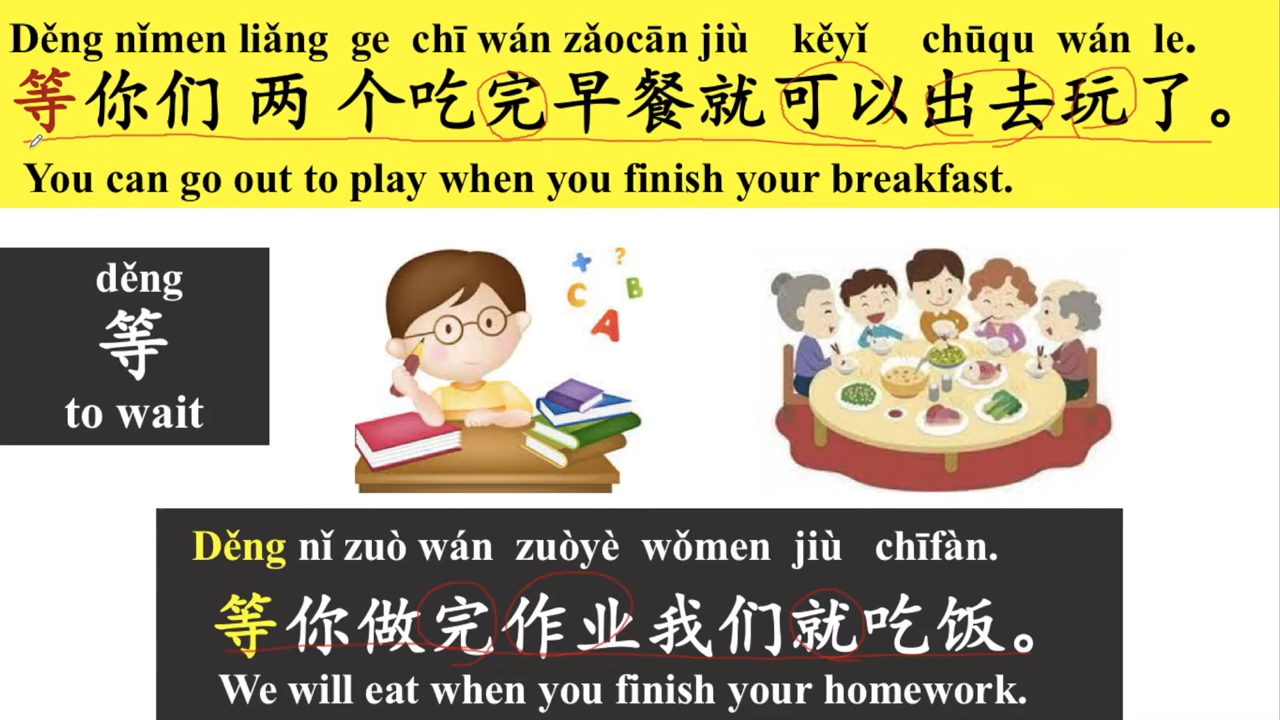 Děng nǐmen liǎng ge chī wán zǎocān jiù kěyǐ chūqu wán le.
等你们两个吃完早餐就可以出去玩了。
You can go out to play when you finish your breakfast.
děng
等
to wait
? B C A
Děng nǐ zuò wán zuòyè wǒmen jiù chīfàn.
等你做完作业我们就吃饭。
We will eat when you finish your homework.